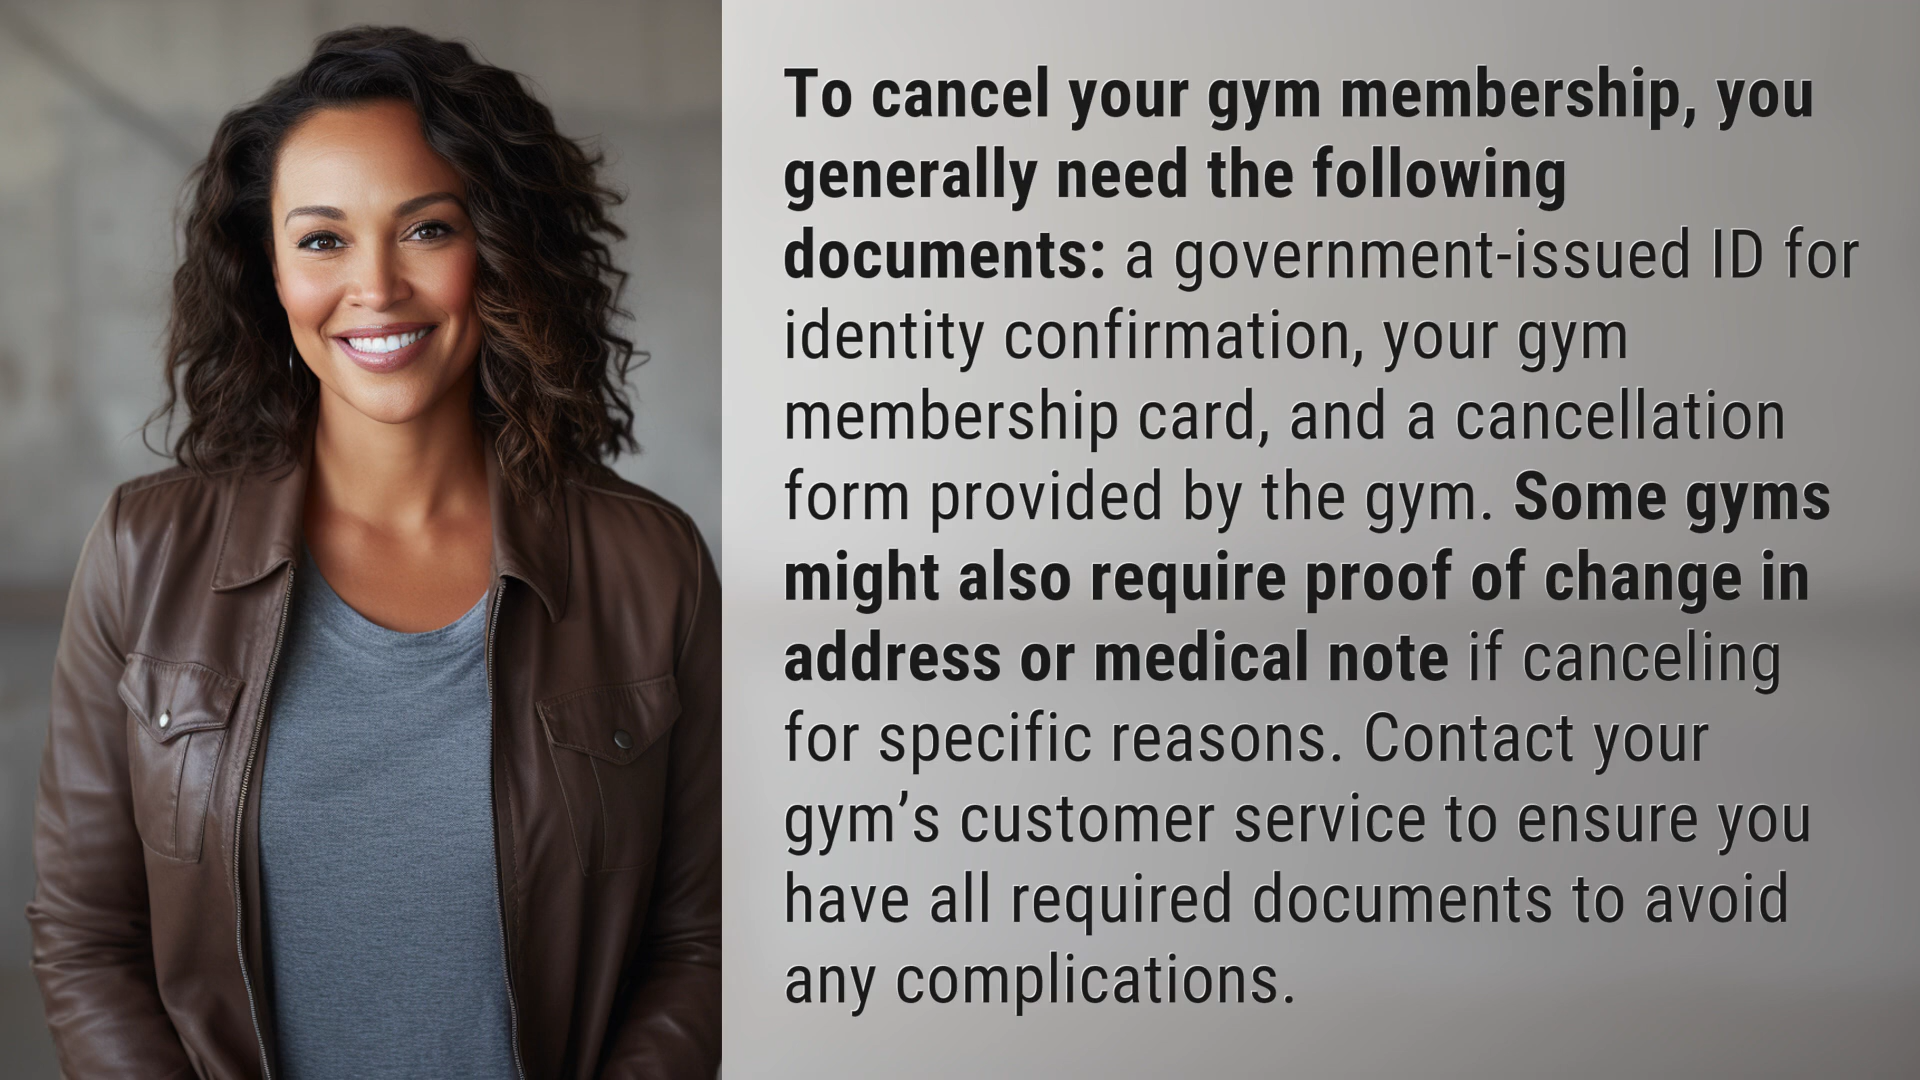 To cancel your gym membership, you
generally need the following
documents: a government-issued ID for
identity confirmation, your gym
membership card, and a cancellation
form provided by the gym. Some gyms
might also require proof of change in
address or medical note if canceling
for specific reasons. Contact your
gym’s customer service to ensure you
have all required documents to avoid
any complications.